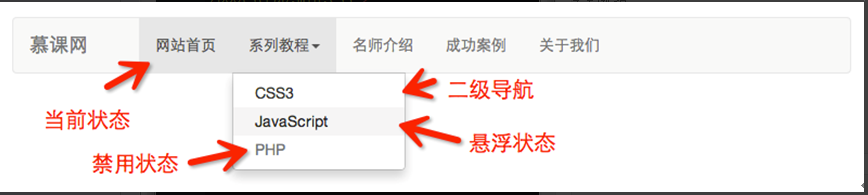 慕课网 网站首页 系列教程 名师介绍 成功案例 关于我们
CSS3
二级导航
当前状态
JavaScript
悬浮状态
禁用状态
PHP